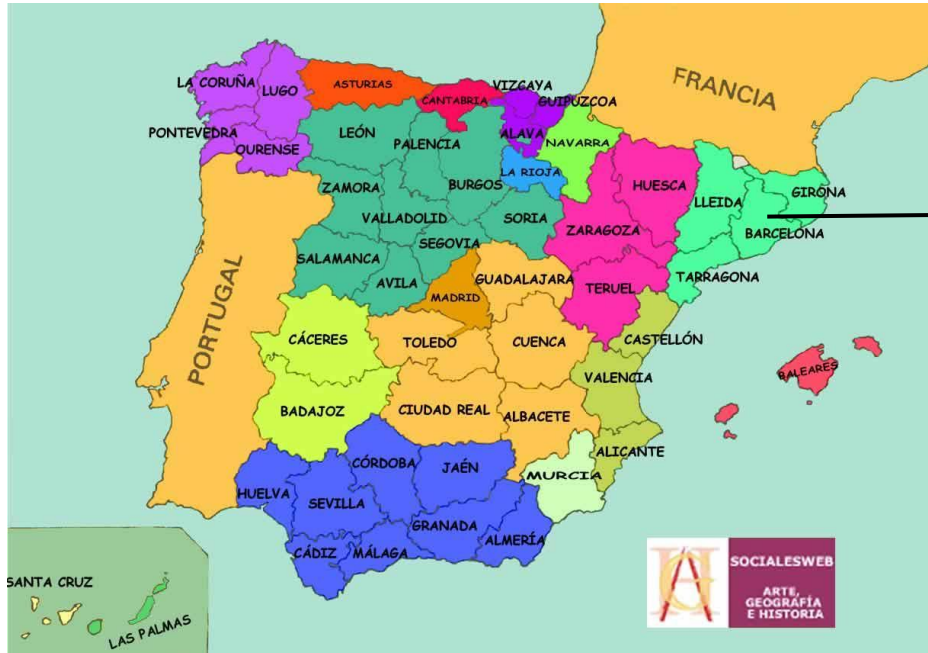 FRANCIA
LA CORUÑA
LUGO
ASTURIAS
CANTABRIA
VIZCAYA
GUIPUZCOA
PONTEVEDRA
OURENSE
LEÓN
PALENCIA
BURGOS
ALAVA
NAVARRA
LA RIOJA
HUESCA
LLEIDA
GIRONA
ZAMORA
VALLADOLID
SORIA
ZARAGOZA
BARCELONA
SEGOVIA
SALAMANCA
AVILA
MADRID
GUADALAJARA
TERUEL
TARRAGONA
PORTUGAL
CÁCERES
TOLEDO
CUENCA
CASTELLÓN
VALENCIA
BALEARES
BADAJOZ
CIUDAD REAL
ALBACETE
ALICANTE
MURCIA
CÓRDOBA
JAÉN
HUELVA
SEVILLA
GRANADA
ALMERÍA
CÁDIZ
MÁLAGA
SANTA CRUZ
LAS PALMAS
SOCIALESWEB
ARTE,
GEOGRAFÍA
E HISTORIA